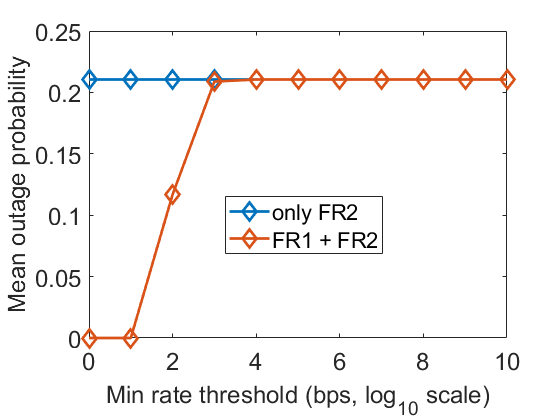 Mean outage probability
0.25
0.2
0.15
0.1
0.05
0
0 2 4 6 8 10
only FR2
FR1 + FR2
Min rate threshold (bps, log10 scale)